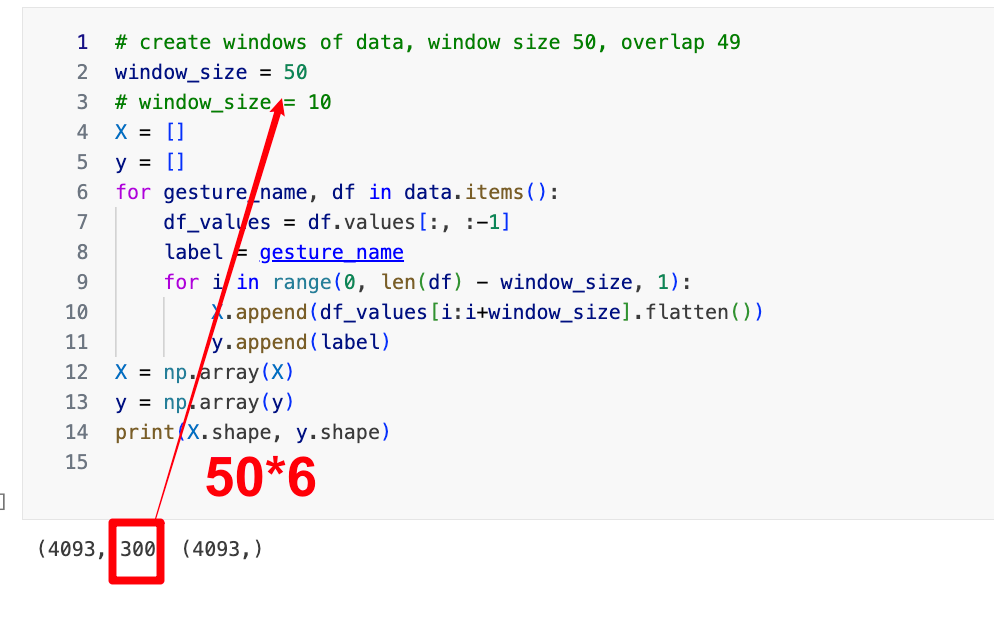 1 # create windows of data, window size 50, overlap 49
2 window_size = 50
3 # window_size = 10
4 X = []
5 y = []
6 for gesture_name, df in data.items():
7 df_values = df.values[:, :-1]
8 label = gesture_name
9 for i in range(0, len(df) - window_size, 1):
10 X.append(df_values[i:i+window_size].flatten())
11 y.append(label)
12 X = np.array(X)
13 y = np.array(y)
14 print(X.shape, y.shape)
15
50*6
]
(4093, 300 (4093,)